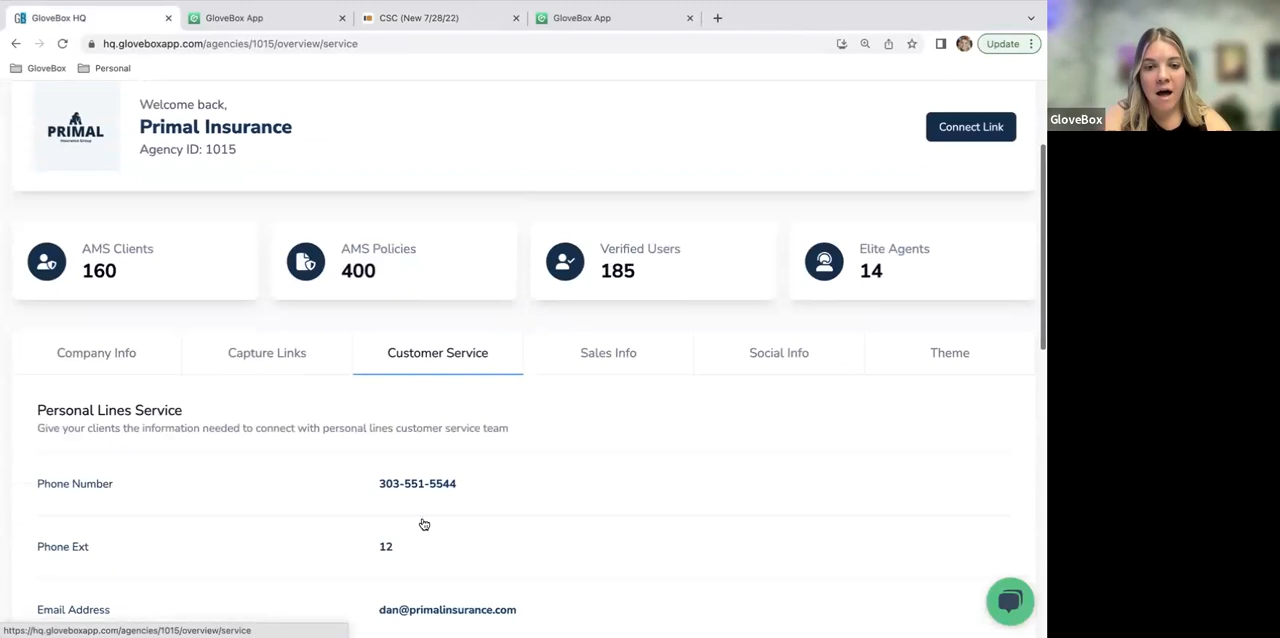 GloveBox HQ
GloveBox App
CSC (New 7/28/22)
GloveBox App
hq.gloveboxapp.com/agencies/1015/overview/service
Update
GloveBox
Personal
PRIMAL
Welcome back,
Primal Insurance
Agency ID: 1015
Connect Link
GloveBox
AMS Clients
160
AMS Policies
400
Verified Users
185
Elite Agents
14
Company Info
Capture Links
Customer Service
Sales Info
Social Info
Theme
Personal Lines Service
Give your clients the information needed to connect with personal lines customer service team
Phone Number
303-551-5544
Phone Ext
12
Email Address
dan@primalinsurance.com
https://hq.gloveboxapp.com/agencies/1015/overview/service